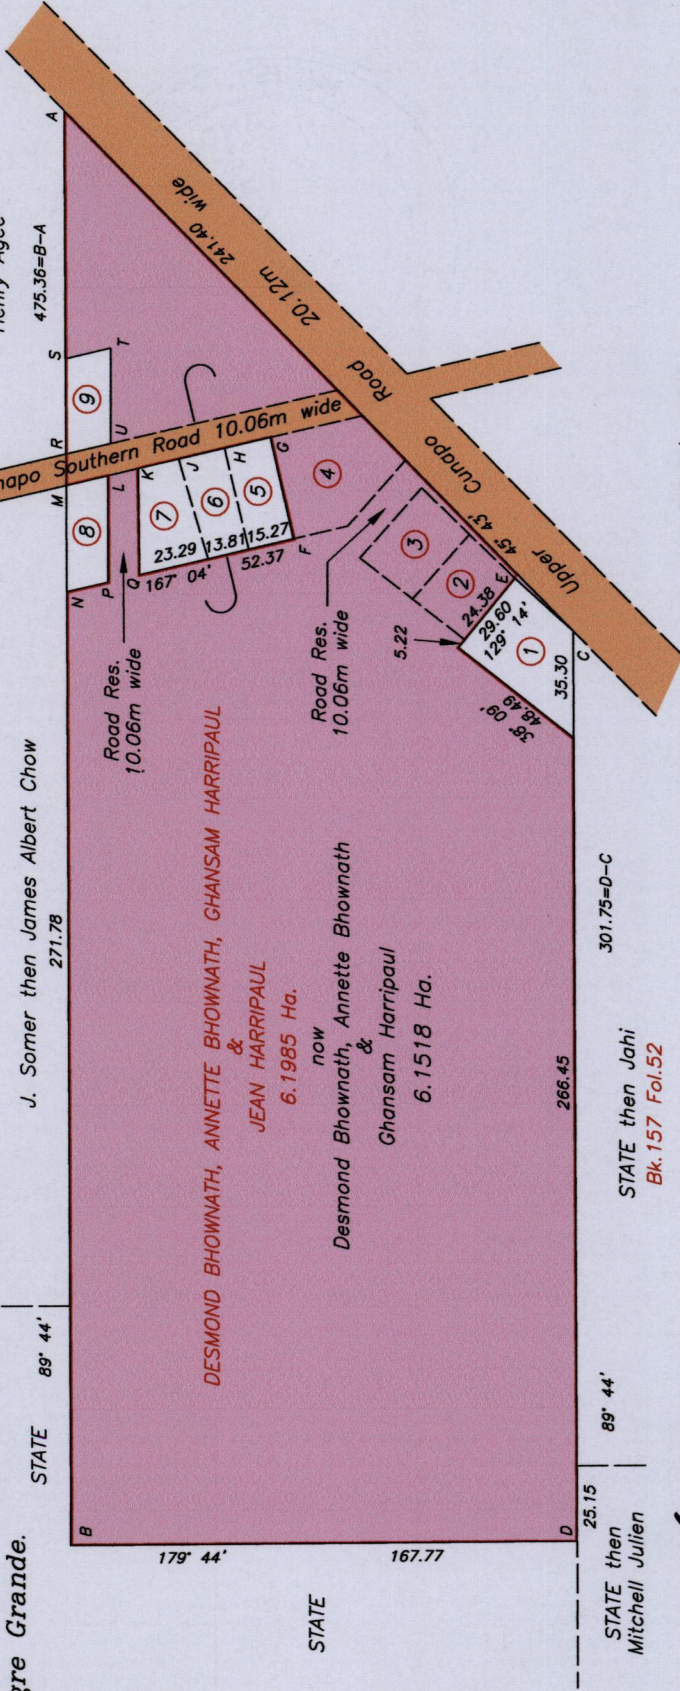 gre Grande.
STATE
89° 44'
J. Somer then James Albert Chow
271.78
475.36=B-A
A
S
R
M
N
B
9
8
T
U
L
P
K
Q
7
J
6
H
5
G
F
4
3
2
E
1
C
D
Southern Road 10.06m wide
241.40 wide
20.12m
Road
Cunapo
Upper
45° 43'
23.29
13.81
15.27
167° 04'
52.37
Road Res.
10.06m wide
Road Res.
10.06m wide
5.22
24.38
29.60
129° 14'
35.30
38° 09'
48.49
DESMOND BHOWNATH, ANNETTE BHOWNATH, GHANSAM HARRIPAUL
&
JEAN HARRIPAUL
6.1985 Ha.
now
Desmond Bhownath, Annette Bhownath
&
Ghansam Harripaul
6.1518 Ha.
266.45
301.75=D-C
STATE then Jahi
Bk.157 Fol.52
89° 44'
25.15
STATE then
Mitchell Julien
179° 44'
167.77
STATE